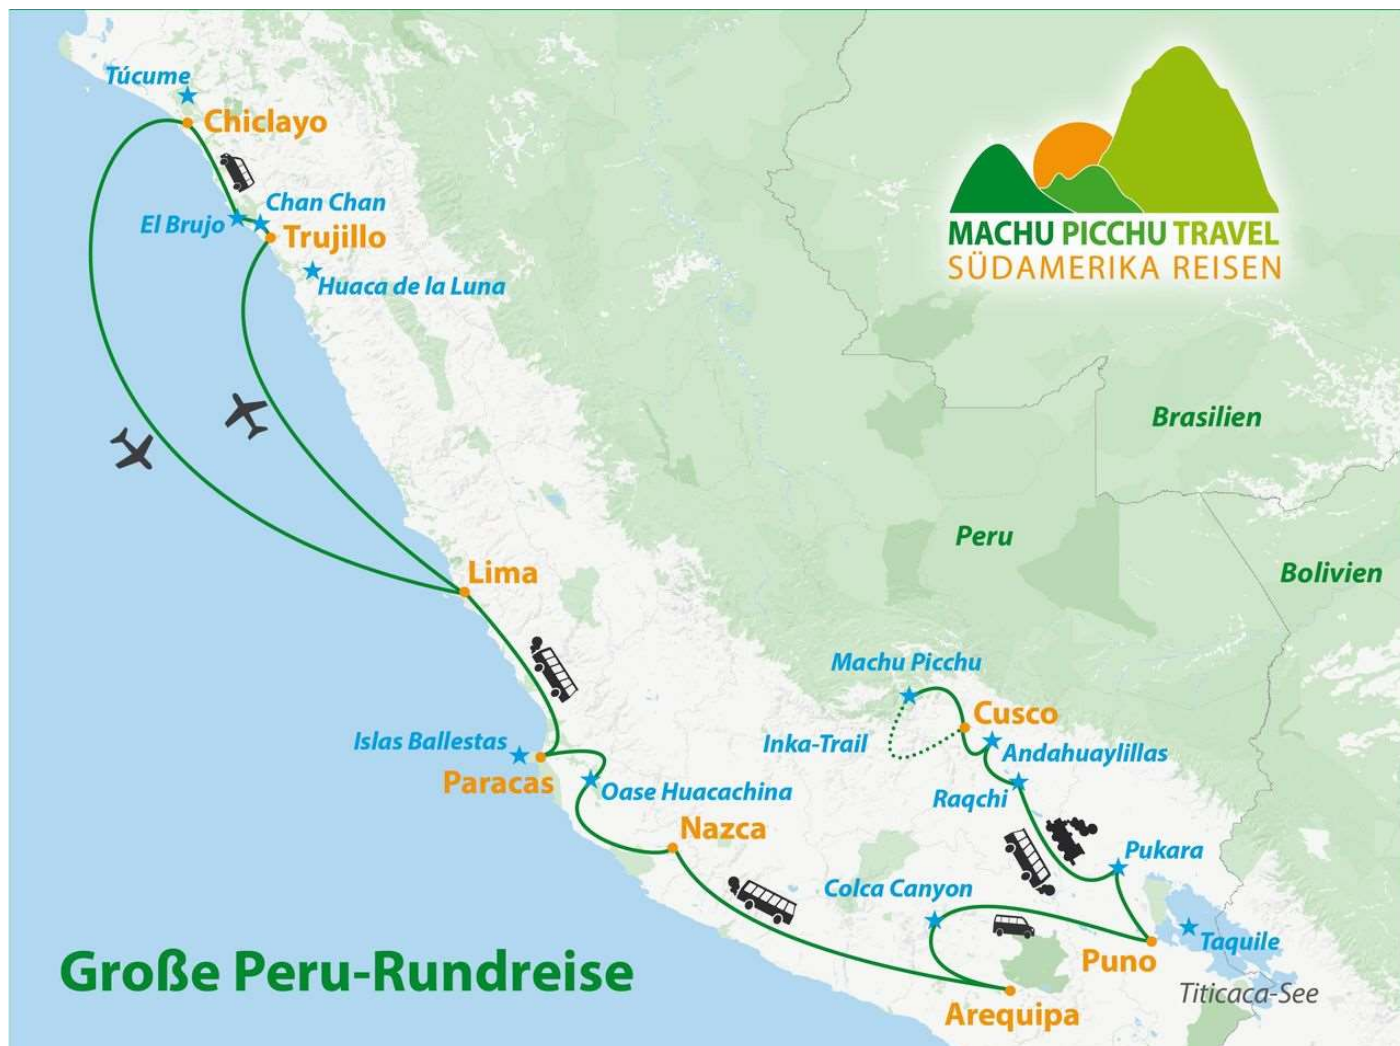 Túcume
Chiclayo
Chan Chan
El Brujo
Trujillo
Huaca de la Luna
MACHU PICCHU TRAVEL
SÜDAMERIKA REISEN
Brasilien
Peru
Bolivien
Lima
Machu Picchu
Cusco
Inka-Trail
Andahuaylillas
Islas Ballestas
Paracas
Oase Huacachina
Raqchi
Nazca
Pukara
Colca Canyon
Taquile
Puno
Titicaca-See
Arequipa
Große Peru-Rundreise